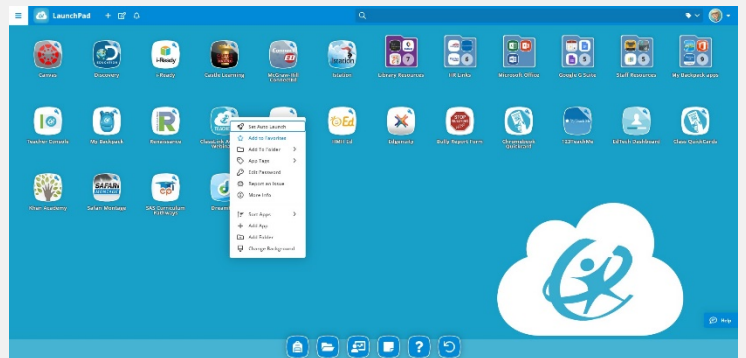 LaunchPad
Canvas
Discovery
i-Ready
Castle Learning
McGraw-Hill ConnectED
Istation
Library Resources
HR Links
Microsoft Office
Google G Suite
Staff Resources
My Backpack apps
Teacher Console
My Backpack
Renaissance
ClassLink
HMH Ed
Edgenuity
Bully Report Form
Chromebook Quickcard
EdTech Dashboard
Class QuickCards
Khan Academy
Safari Montage
SAS Curriculum Pathways
Set Auto Launch
Add to Favorites
Add To Folder
App Tags
Edit Password
Report an Issue
More Info
Sort Apps
Add App
Add Folder
Change Background
Help